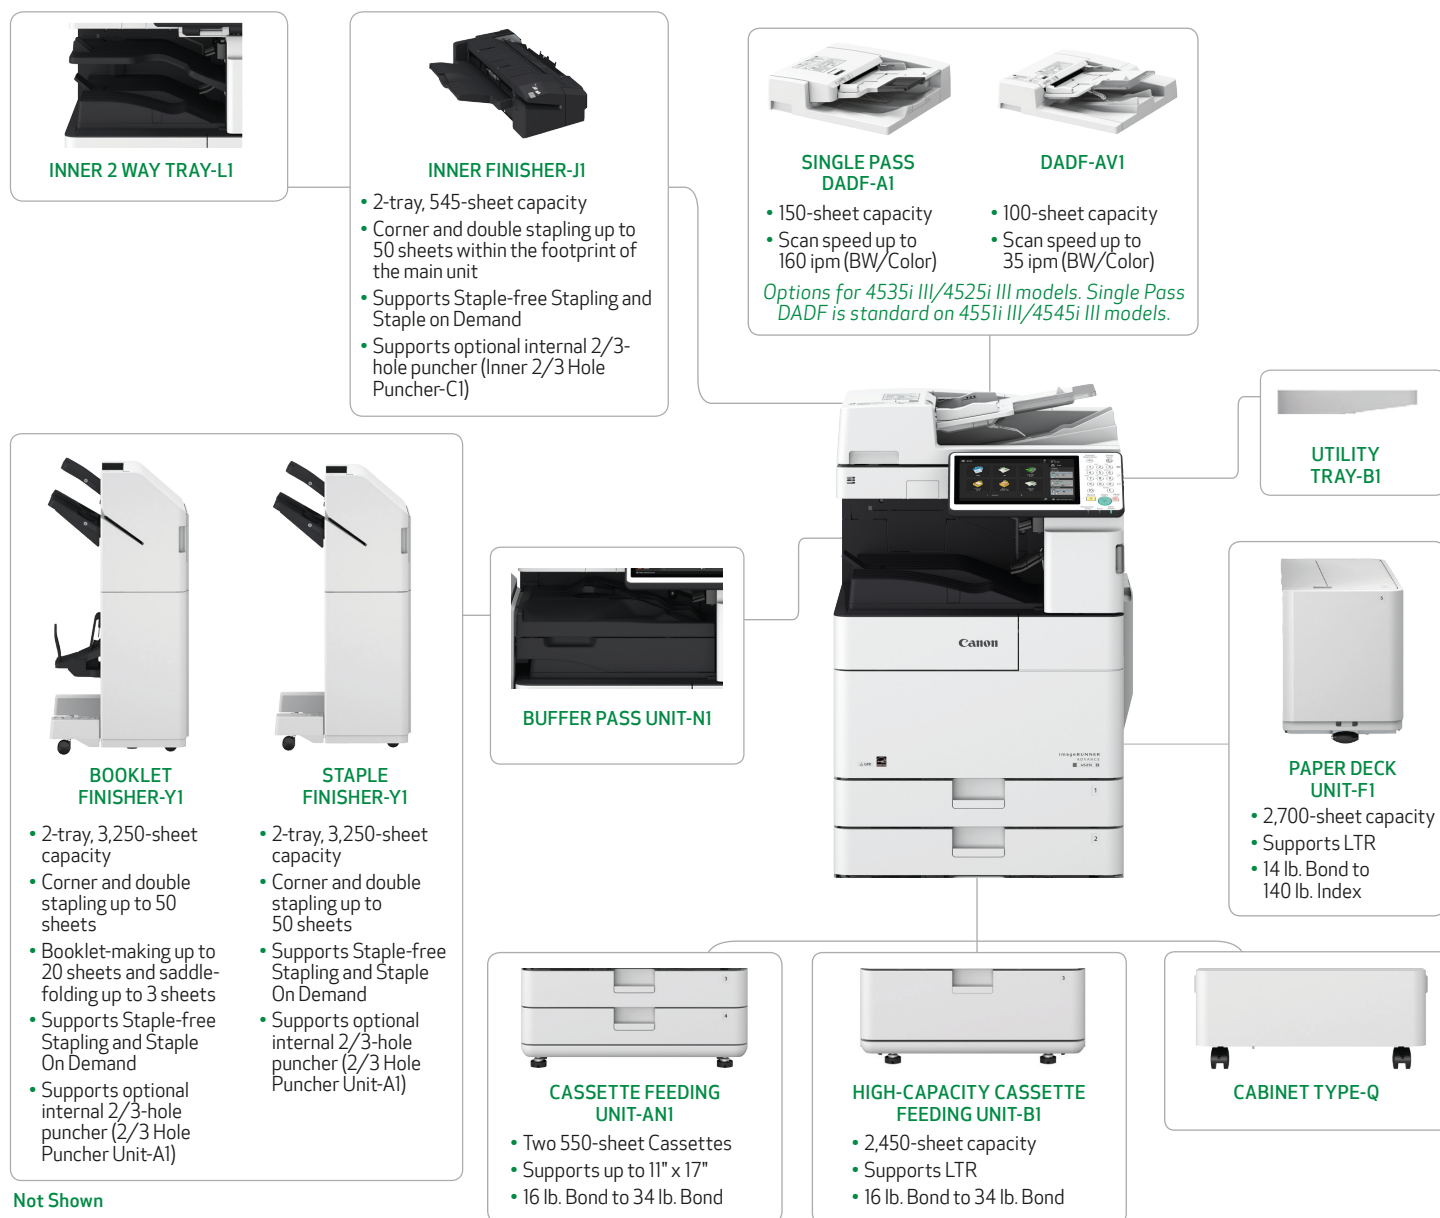 INNER 2 WAY TRAY-L1
INNER FINISHER-J1
• 2-tray, 545-sheet capacity
• Corner and double stapling up to
50 sheets within the footprint of
the main unit
• Supports Staple-free Stapling and
Staple on Demand
• Supports optional internal 2/3-
hole puncher (Inner 2/3 Hole
Puncher-C1)
SINGLE PASS
DADF-A1
• 150-sheet capacity
• Scan speed up to
160 ipm (BW/Color)
DADF-AV1
• 100-sheet capacity
• Scan speed up to
35 ipm (BW/Color)
Options for 4535i III/4525i III models. Single Pass
DADF is standard on 4551i III/4545i III models.
UTILITY
TRAY-B1
BOOKLET
FINISHER-Y1
• 2-tray, 3,250-sheet
capacity
• Corner and double
stapling up to 50
sheets
• Booklet-making up to
20 sheets and saddle-
folding up to 3 sheets
• Supports Staple-free
Stapling and Staple
On Demand
• Supports optional
internal 2/3-hole
puncher (2/3 Hole
Puncher Unit-A1)
STAPLE
FINISHER-Y1
• 2-tray, 3,250-sheet
capacity
• Corner and double
stapling up to
50 sheets
• Supports Staple-free
Stapling and Staple
On Demand
• Supports optional
internal 2/3-hole
puncher (2/3 Hole
Puncher Unit-A1)
BUFFER PASS UNIT-N1
Canon
imageRUNNER
ADVANCE
1
2
5
PAPER DECK
UNIT-F1
• 2,700-sheet capacity
• Supports LTR
• 14 lb. Bond to
140 lb. Index
3
4
CASSETTE FEEDING
UNIT-AN1
• Two 550-sheet Cassettes
• Supports up to 11" x 17"
• 16 lb. Bond to 34 lb. Bond
3
HIGH-CAPACITY CASSETTE
FEEDING UNIT-B1
• 2,450-sheet capacity
• Supports LTR
• 16 lb. Bond to 34 lb. Bond
CABINET TYPE-Q
Not Shown